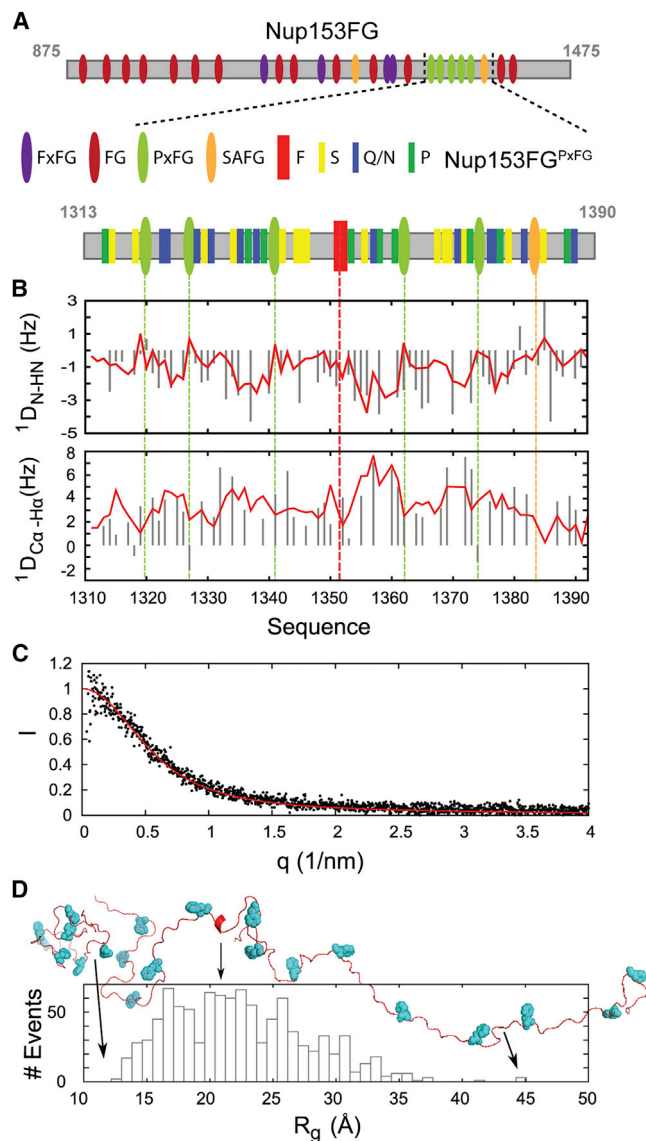 A
Nup153FG
875
1475
FxFG FG PxFG SAFG F S Q/N P
Nup153FG^PxFG
1313
1390
B
¹D_N-HN (Hz)
3
1
-1
-3
-5
¹D_Cα-Hα(Hz)
8
6
4
2
0
-2
1310 1320 1330 1340 1350 1360 1370 1380 1390
Sequence
C
I
1.2
1
0.8
0.6
0.4
0.2
0
0 0.5 1 1.5 2 2.5 3 3.5 4
q (1/nm)
D
# Events
50
0
10 15 20 25 30 35 40 45 50
R_g (Å)